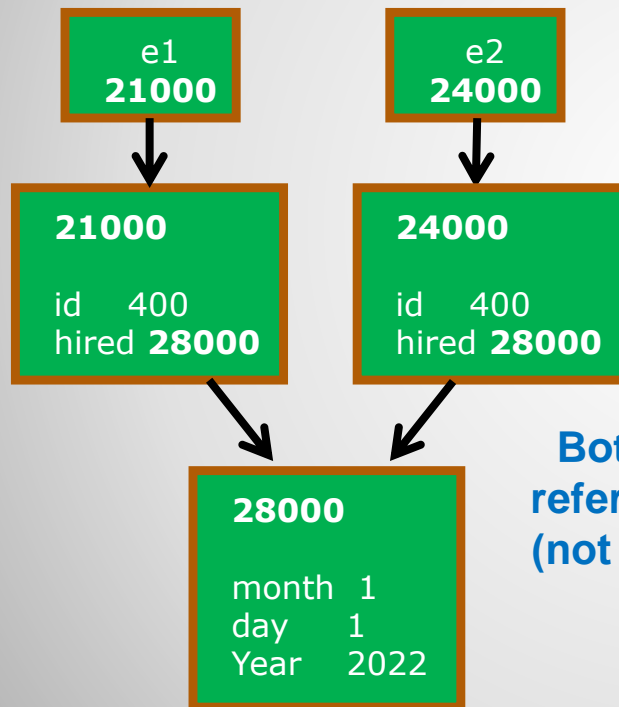 e1
21000
e2
24000
21000
id 400
hired 28000
24000
id 400
hired 28000
refer
(not
28000
month 1
day 1
Year 2022